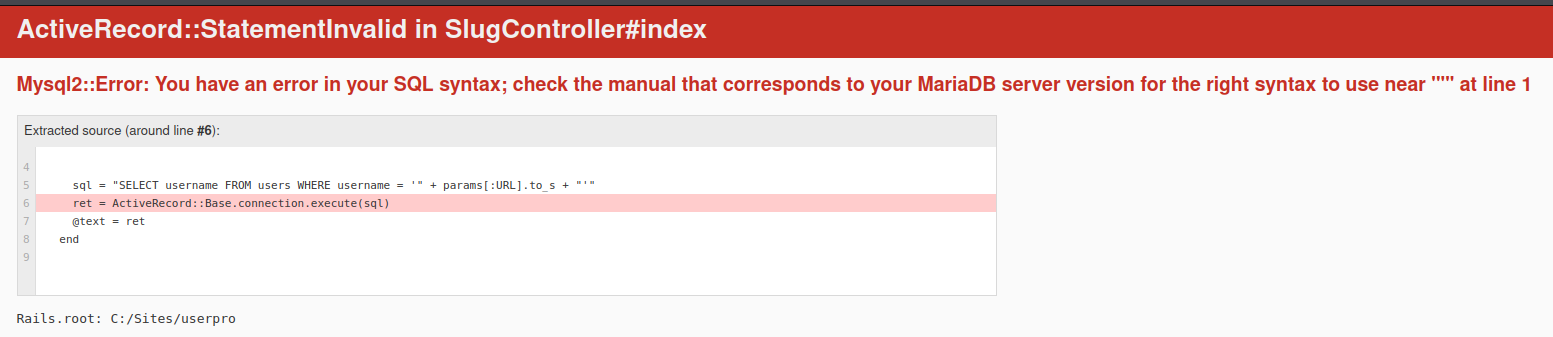 ActiveRecord::StatementInvalid in SlugController#index
Mysql2::Error: You have an error in your SQL syntax; check the manual that corresponds to your MariaDB server version for the right syntax to use near ''''' at line 1
Extracted source (around line #6):
4
5 sql = "SELECT username FROM users WHERE username = '" + params[:URL].to_s + "'"
6 ret = ActiveRecord::Base.connection.execute(sql)
7 @text = ret
8 end
9
Rails.root: C:/Sites/userpro